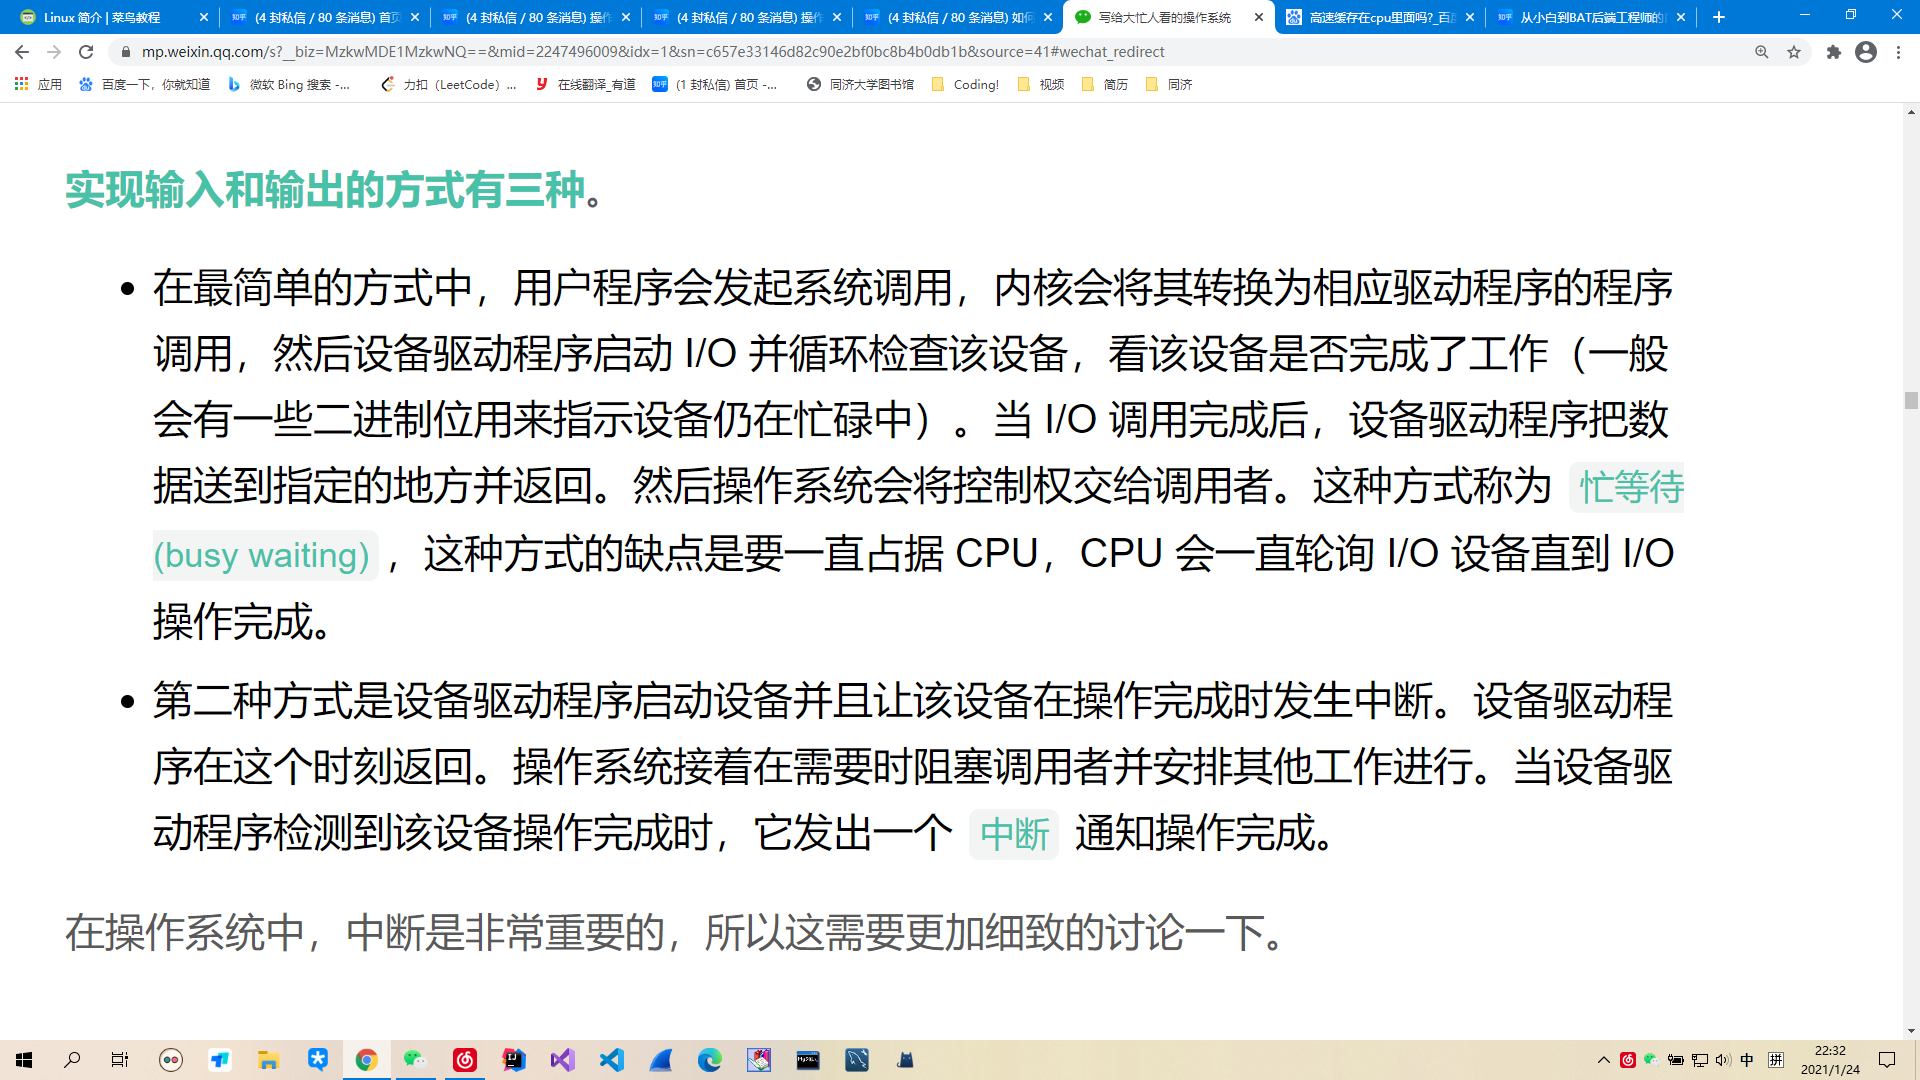 Linux 简介 | 菜鸟教程
(4 封私信 / 80 条消息) 首页
(4 封私信 / 80 条消息) 操作
(4 封私信 / 80 条消息) 操作
(4 封私信 / 80 条消息) 如何
写给大忙人看的操作系统
高速缓存在cpu里面吗?_百度
从小白到BAT后端工程师的
mp.weixin.qq.com/s?__biz=MzkwMDE1MzkwNQ==&mid=2247496009&idx=1&sn=c657e33146d82c90e2bf0bc8b4b0db1b&source=41#wechat_redirect
应用
百度一下，你就知道
微软 Bing 搜索 -...
力扣（LeetCode）...
在线翻译_有道
(1 封私信) 首页 -...
同济大学图书馆
Coding!
视频
简历
同济
实现输入和输出的方式有三种。
• 在最简单的方式中，用户程序会发起系统调用，内核会将其转换为相应驱动程序的程序
调用，然后设备驱动程序启动 I/O 并循环检查该设备，看该设备是否完成了工作（一般
会有一些二进制位用来指示设备仍在忙碌中）。当 I/O 调用完成后，设备驱动程序把数
据送到指定的地方并返回。然后操作系统会将控制权交给调用者。这种方式称为 忙等待
(busy waiting) ，这种方式的缺点是要一直占据 CPU，CPU 会一直轮询 I/O 设备直到 I/O
操作完成。
• 第二种方式是设备驱动程序启动设备并且让该设备在操作完成时发生中断。设备驱动程
序在这个时刻返回。操作系统接着在需要时阻塞调用者并安排其他工作进行。当设备驱
动程序检测到该设备操作完成时，它发出一个 中断 通知操作完成。
在操作系统中，中断是非常重要的，所以这需要更加细致的讨论一下。
中
拼
22:32
2021/1/24